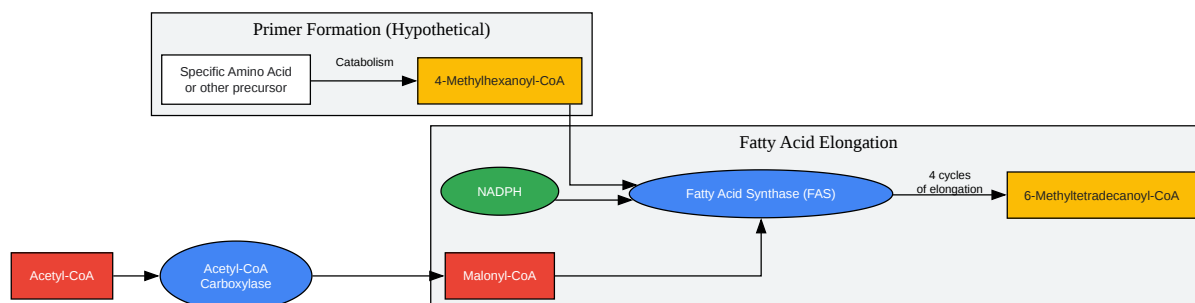 Primer Formation (Hypothetical)
Specific Amino Acid
or other precursor
Catabolism
4-Methylhexanoyl-CoA
Fatty Acid Elongation
NADPH
Fatty Acid Synthase (FAS)
4 cycles
of elongation
6-Methyltetradecanoyl-CoA
Acetyl-CoA
Acetyl-CoA
Carboxylase
Malonyl-CoA